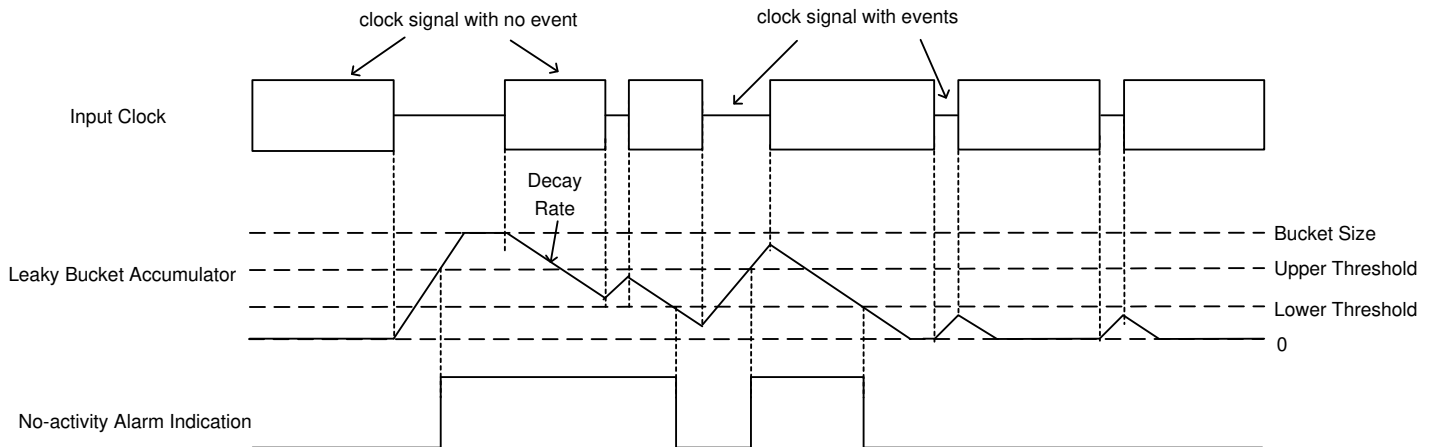 clock signal with no event
clock signal with events
Input Clock
Decay
Rate
Bucket Size
Leaky Bucket Accumulator
Upper Threshold
Lower Threshold
0
No-activity Alarm Indication